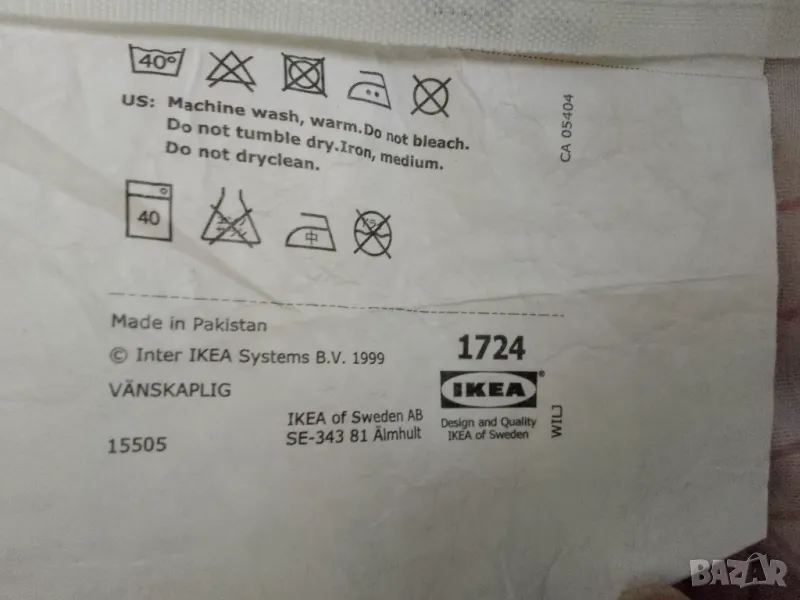 40°
US: Machine wash, warm.Do not bleach.
Do not tumble dry.Iron, medium.
Do not dryclean.
CA 05404
40
中
Made in Pakistan
© Inter IKEA Systems B.V. 1999
VÄNSKAPLIG
15505
IKEA of Sweden AB
SE-343 81 Älmhult
1724
IKEA®
Design and Quality
IKEA of Sweden
WILJ
BAZAR